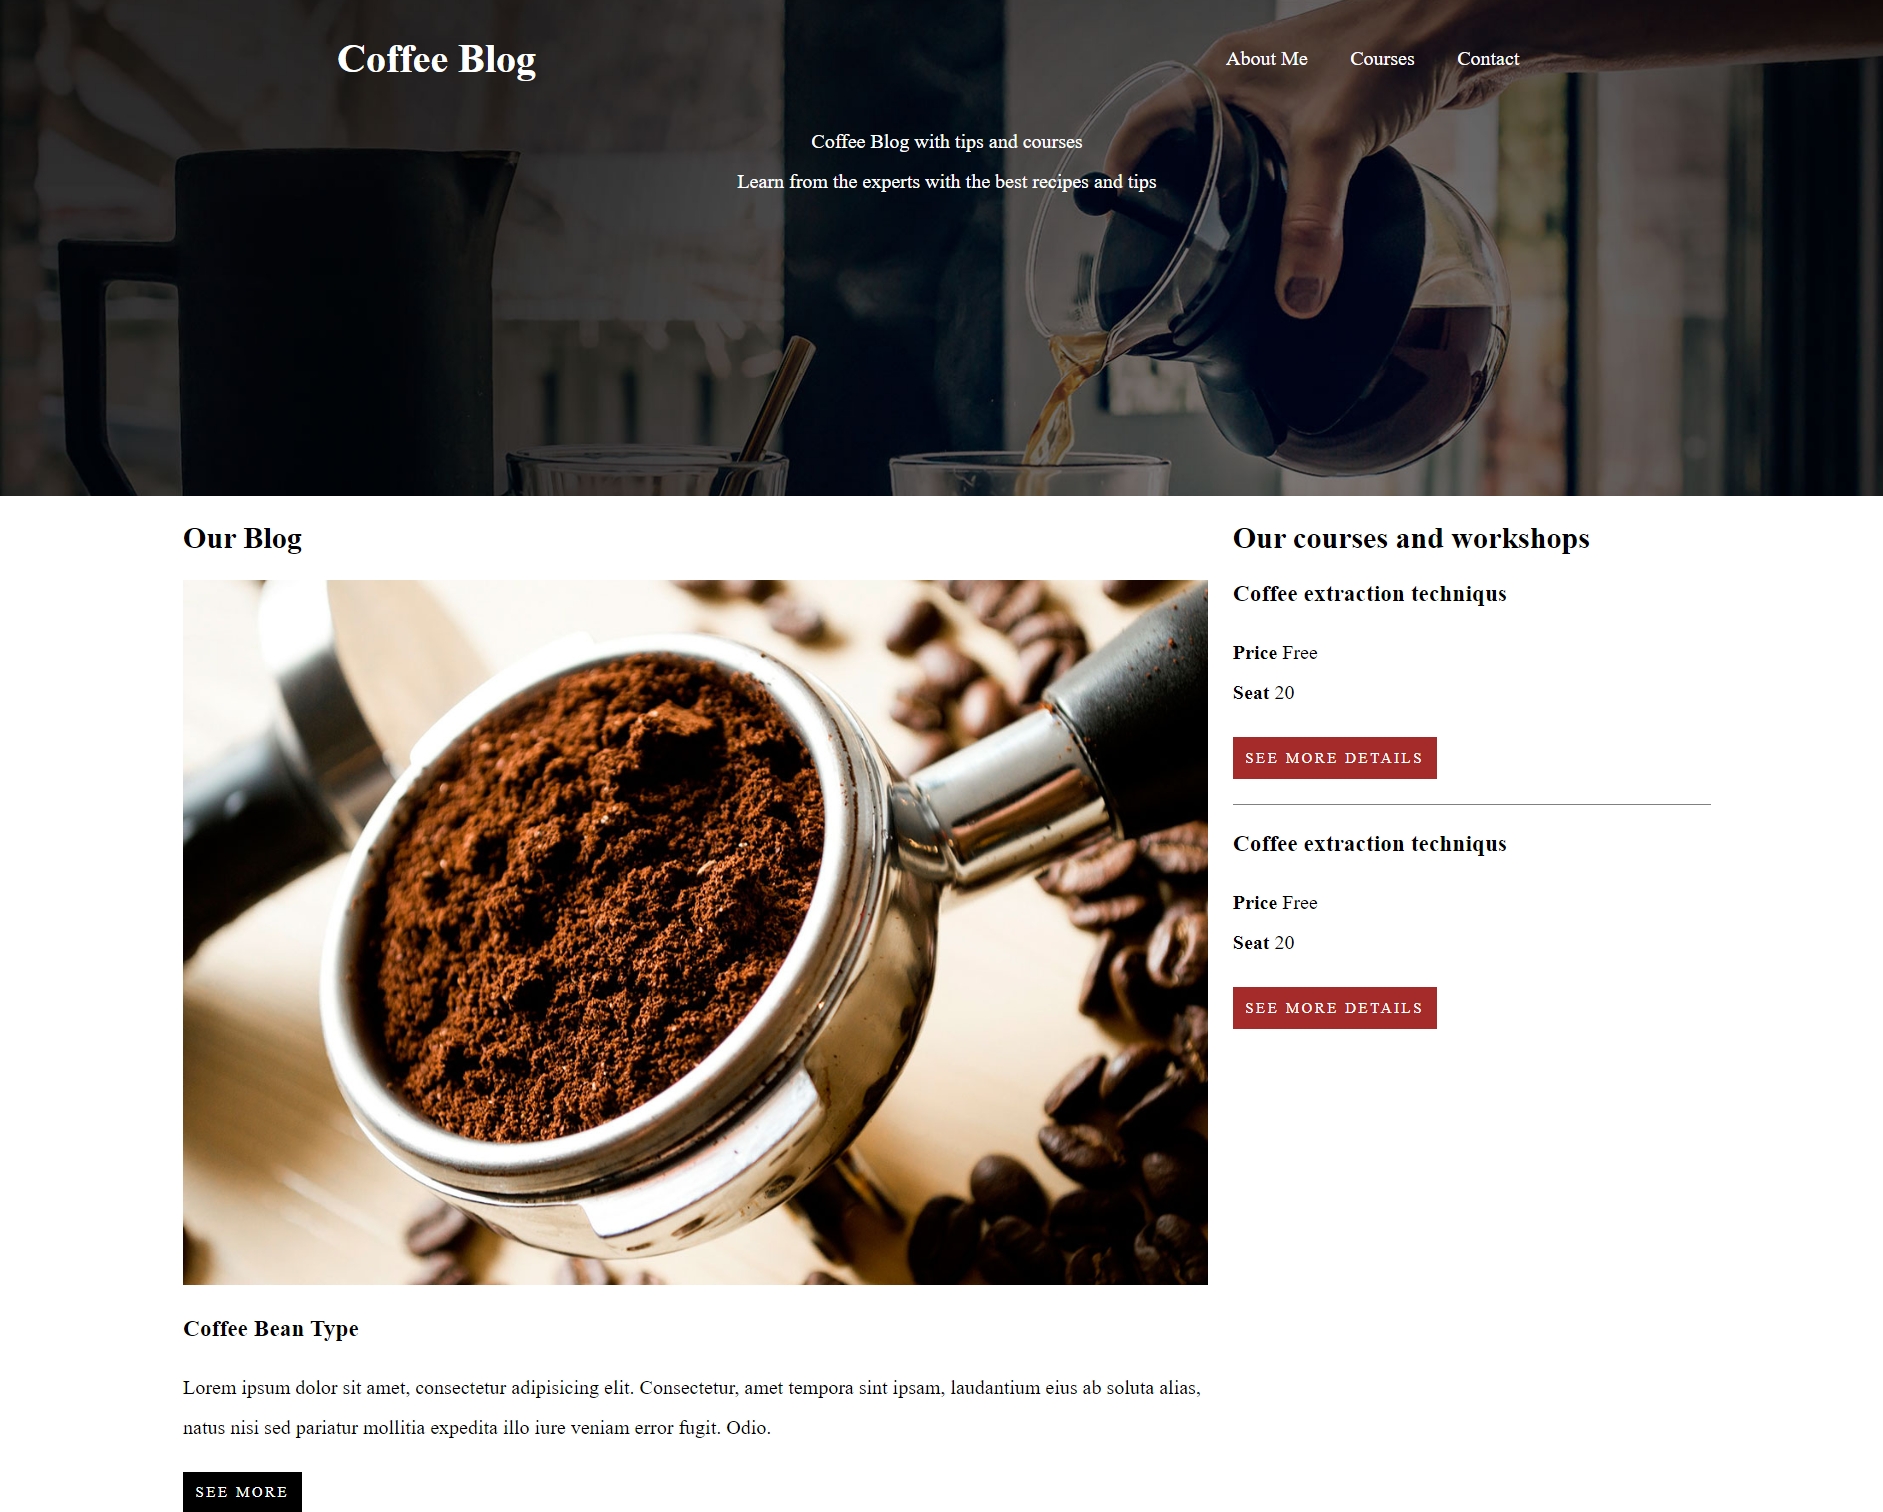 Coffee Blog
About Me Courses Contact
Coffee Blog with tips and courses
Learn from the experts with the best recipes and tips
Our Blog
Coffee Bean Type
Lorem ipsum dolor sit amet, consectetur adipisicing elit. Consectetur, amet tempora sint ipsam, laudantium eius ab soluta alias,
natus nisi sed pariatur mollitia expedita illo iure veniam error fugit. Odio.
SEE MORE
Our courses and workshops
Coffee extraction techniqus
Price Free
Seat 20
SEE MORE DETAILS
Coffee extraction techniqus
Price Free
Seat 20
SEE MORE DETAILS